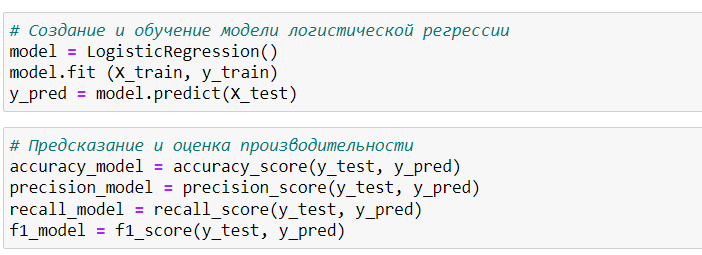 # Создание и обучение модели логистической регрессии
model = LogisticRegression()
model.fit (X_train, y_train)
y_pred = model.predict(X_test)
# Предсказание и оценка производительности
accuracy_model = accuracy_score(y_test, y_pred)
precision_model = precision_score(y_test, y_pred)
recall_model = recall_score(y_test, y_pred)
f1_model = f1_score(y_test, y_pred)